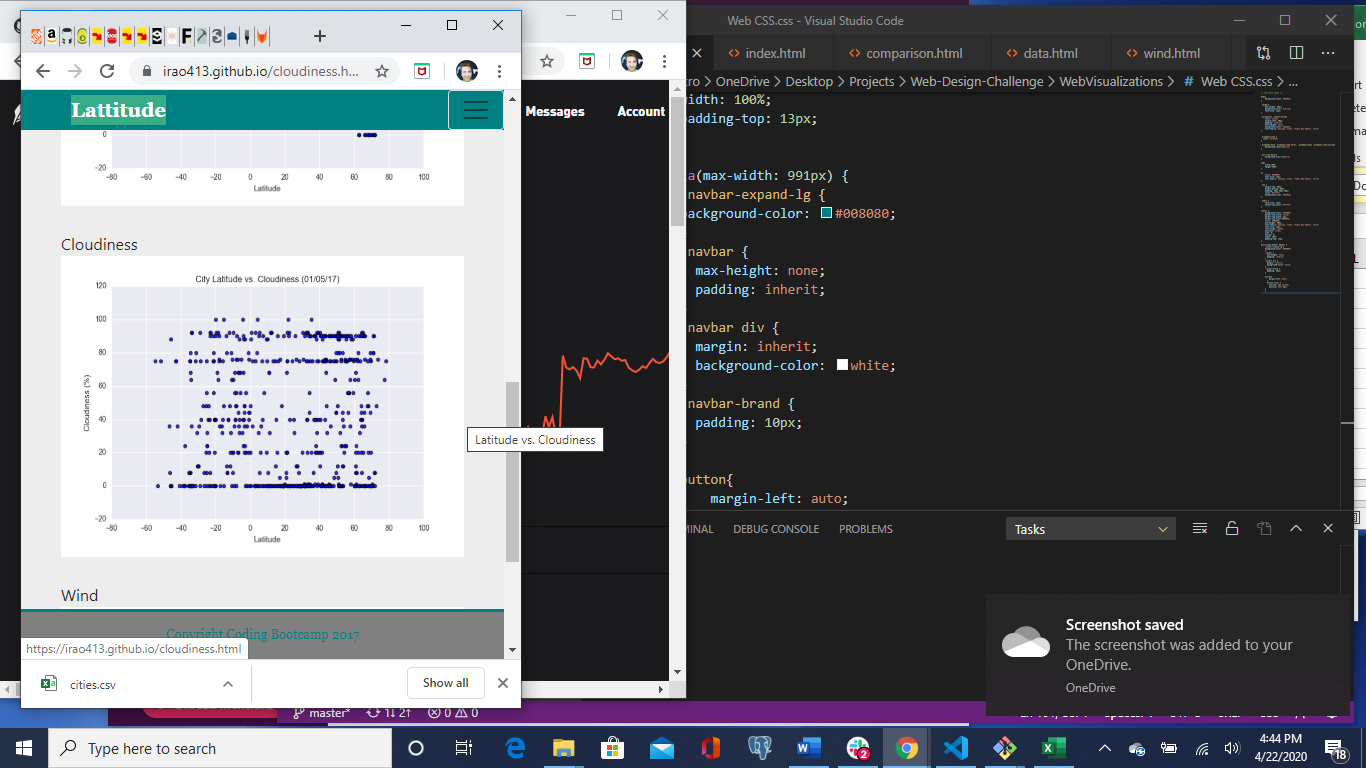 irao413.github.io/cloudiness.h...
Lattitude
0
−20
−80 −60 −40 −20 0 20 40 60 80 100
Latitude
Cloudiness
City Latitude vs. Cloudiness (01/05/17)
120
100
80
60
40
20
0
−20
Cloudiness (%)
−80 −60 −40 −20 0 20 40 60 80 100
Latitude
Latitude vs. Cloudiness
Wind
Copyright Coding Bootcamp 2017
https://irao413.github.io/cloudiness.html
cities.csv
Show all
Messages Account
Web CSS.css - Visual Studio Code
index.html comparison.html data.html wind.html
OneDrive > Desktop > Projects > Web-Design-Challenge > WebVisualizations > # Web CSS.css > ...
width: 100%;
padding-top: 13px;
(max-width: 991px) {
navbar-expand-lg {
background-color: #008080;
navbar {
max-height: none;
padding: inherit;
navbar div {
margin: inherit;
background-color: white;
navbar-brand {
padding: 10px;
button{
margin-left: auto;
MINAL DEBUG CONSOLE PROBLEMS
Tasks
Screenshot saved
The screenshot was added to your
OneDrive.
OneDrive
master* 1↓ 2↑ 0 0
Type here to search
2
4:44 PM
4/22/2020
18